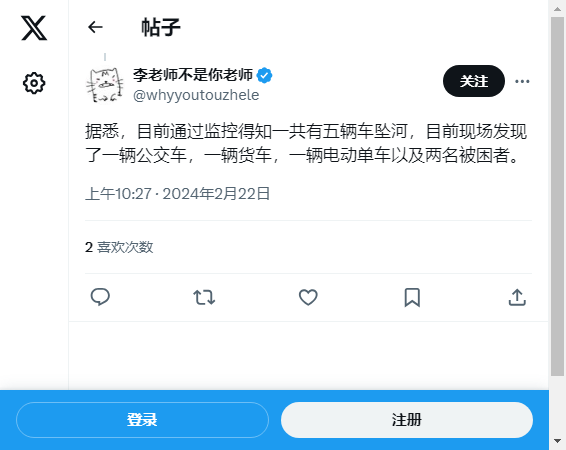 帖子
李老师不是你老师
@whyyoutouzhele
关注
据悉，目前通过监控得知一共有五辆车坠河，目前现场发现
了一辆公交车，一辆货车，一辆电动单车以及两名被困者。
上午10:27 · 2024年2月22日
2 喜欢次数
登录
注册